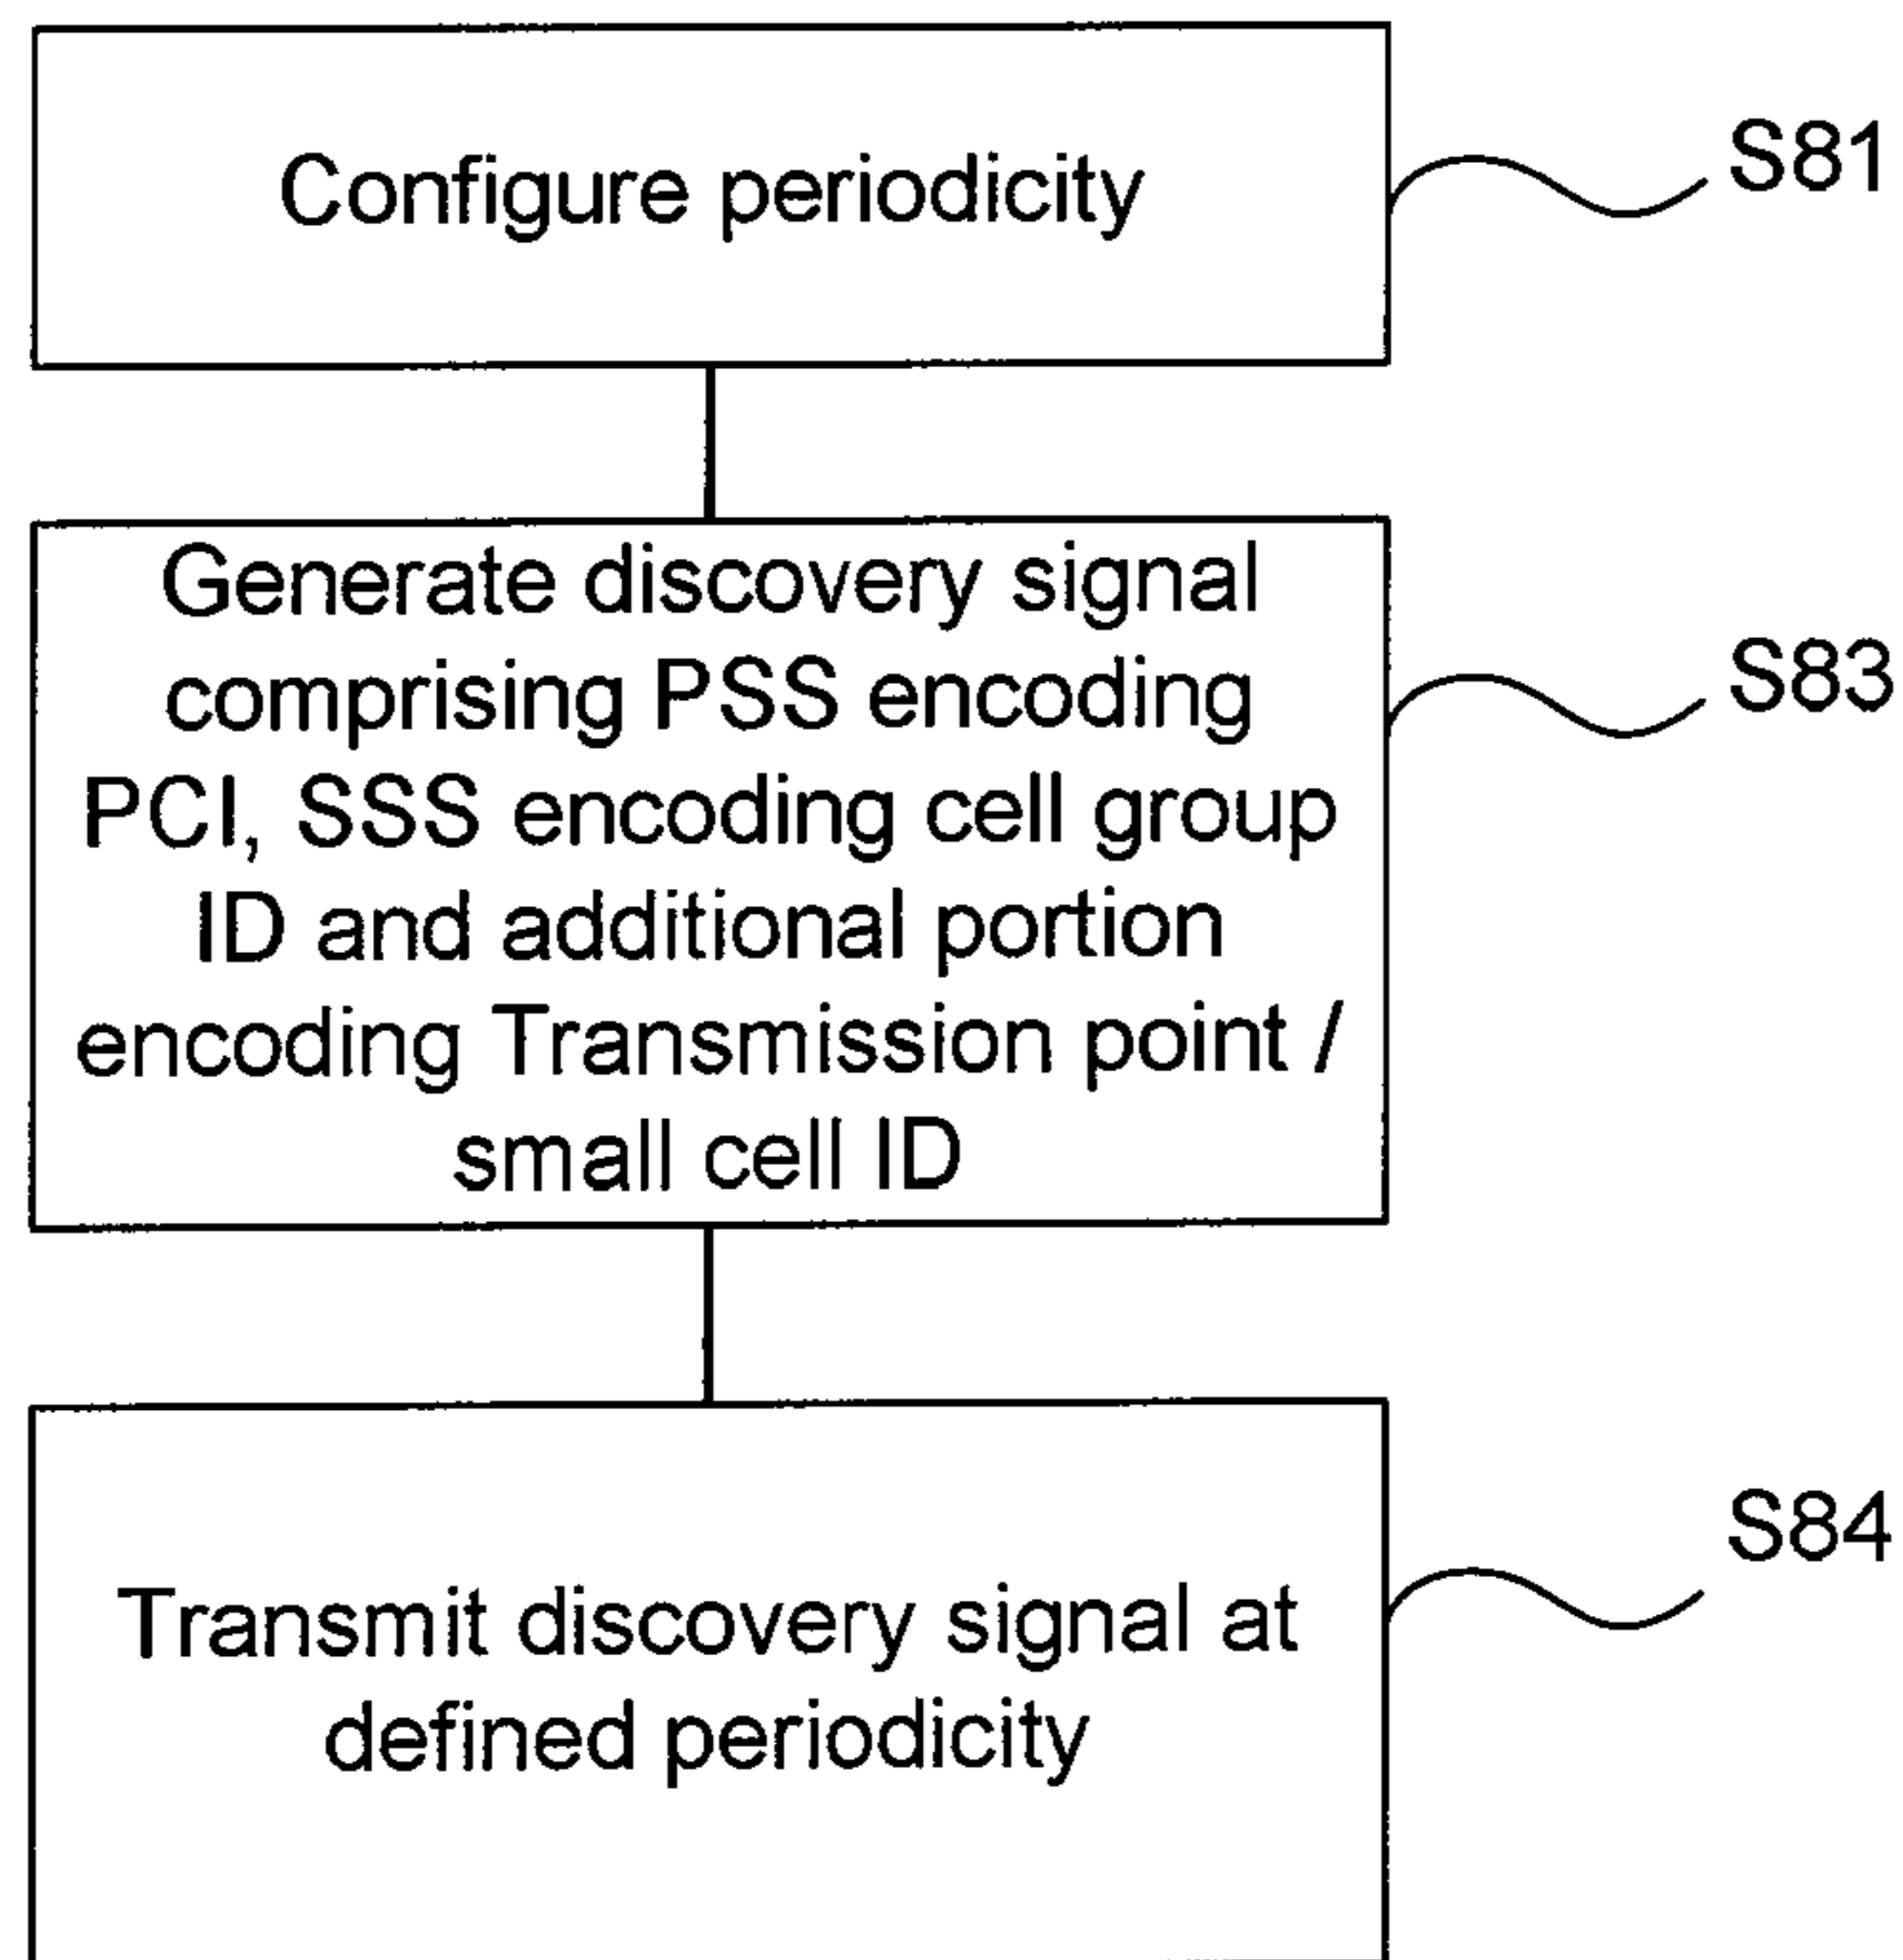 Configure periodicity
S81
Generate discovery signal
comprising PSS encoding
PCI, SSS encoding cell group
ID and additional portion
encoding Transmission point /
small cell ID
S83
Transmit discovery signal at
defined periodicity
S84